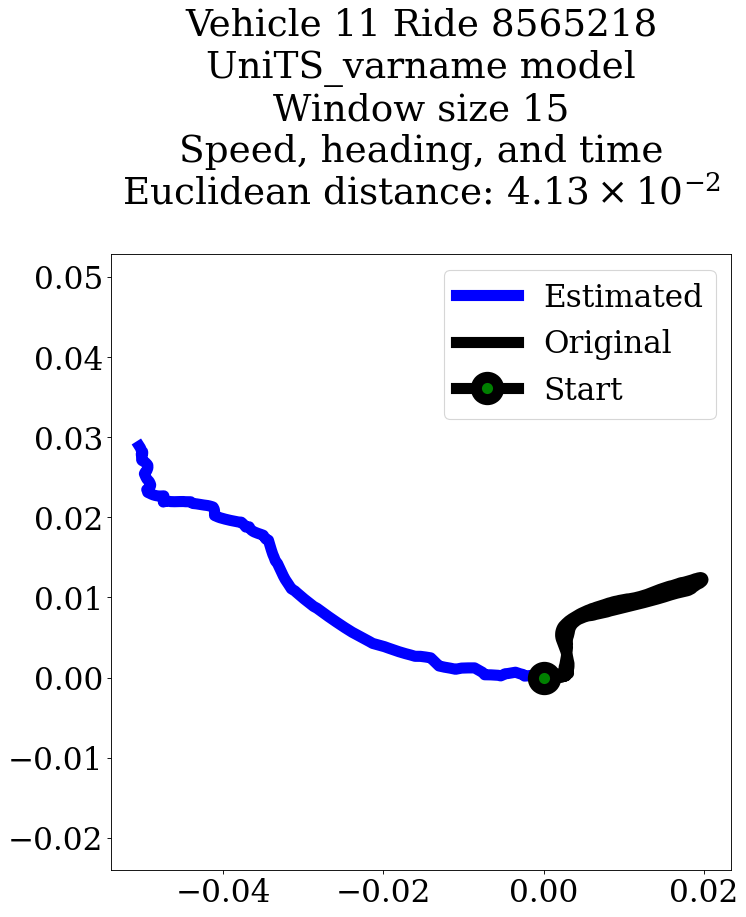 Vehicle 11 Ride 8565218
UniTS_varname model
Window size 15
Speed, heading, and time
Euclidean distance: 4.13 × 10⁻²
Estimated
Original
Start
0.05
0.04
0.03
0.02
0.01
0.00
−0.01
−0.02
−0.04
−0.02
0.00
0.02